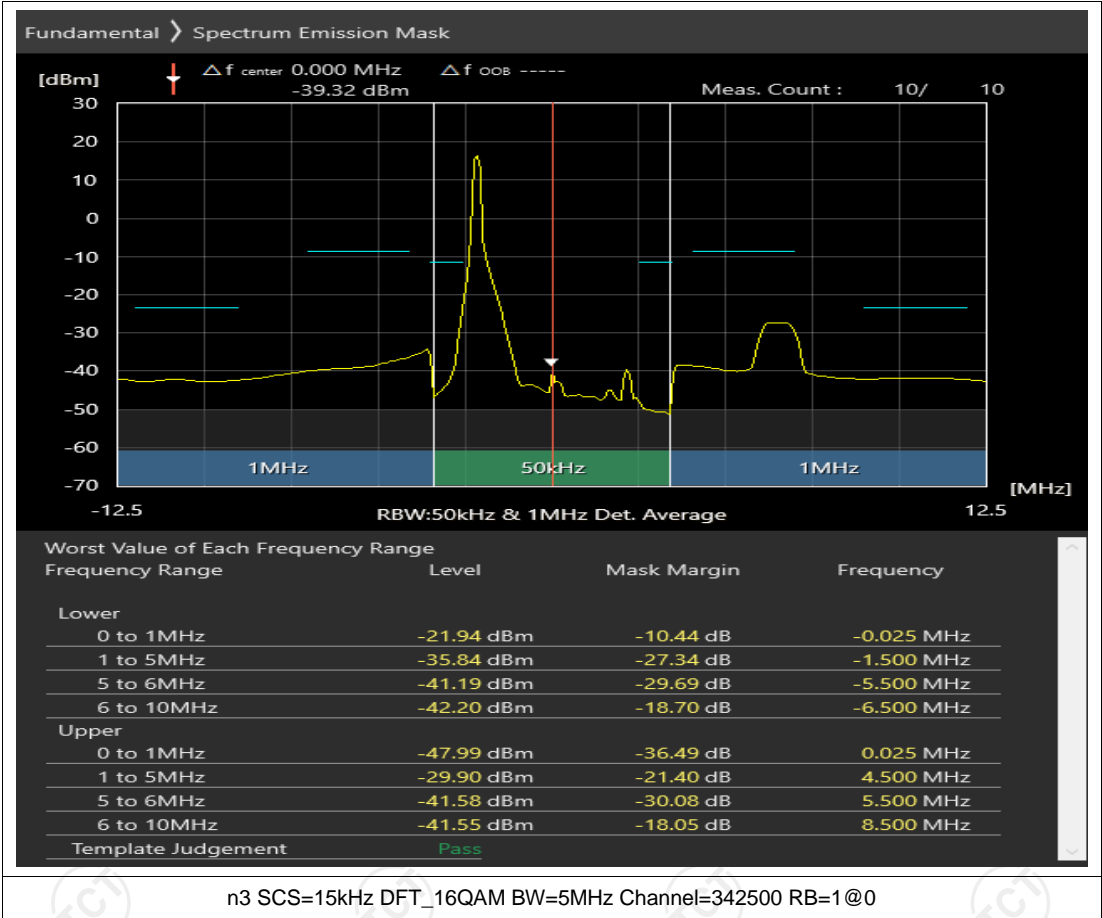 Fundamental ❯ Spectrum Emission Mask
[dBm] △f center 0.000 MHz △f OOB -----
-39.32 dBm Meas. Count : 10/ 10
30
20
10
0
-10
-20
-30
-40
-50
-60
-70
1MHz 50kHz 1MHz
[MHz]
-12.5 RBW:50kHz & 1MHz Det. Average 12.5
Worst Value of Each Frequency Range
Frequency Range Level Mask Margin Frequency
Lower
0 to 1MHz -21.94 dBm -10.44 dB -0.025 MHz
1 to 5MHz -35.84 dBm -27.34 dB -1.500 MHz
5 to 6MHz -41.19 dBm -29.69 dB -5.500 MHz
6 to 10MHz -42.20 dBm -18.70 dB -6.500 MHz
Upper
0 to 1MHz -47.99 dBm -36.49 dB 0.025 MHz
1 to 5MHz -29.90 dBm -21.40 dB 4.500 MHz
5 to 6MHz -41.58 dBm -30.08 dB 5.500 MHz
6 to 10MHz -41.55 dBm -18.05 dB 8.500 MHz
Template Judgement Pass
TCT TCT TCT TCT
n3 SCS=15kHz DFT_16QAM BW=5MHz Channel=342500 RB=1@0